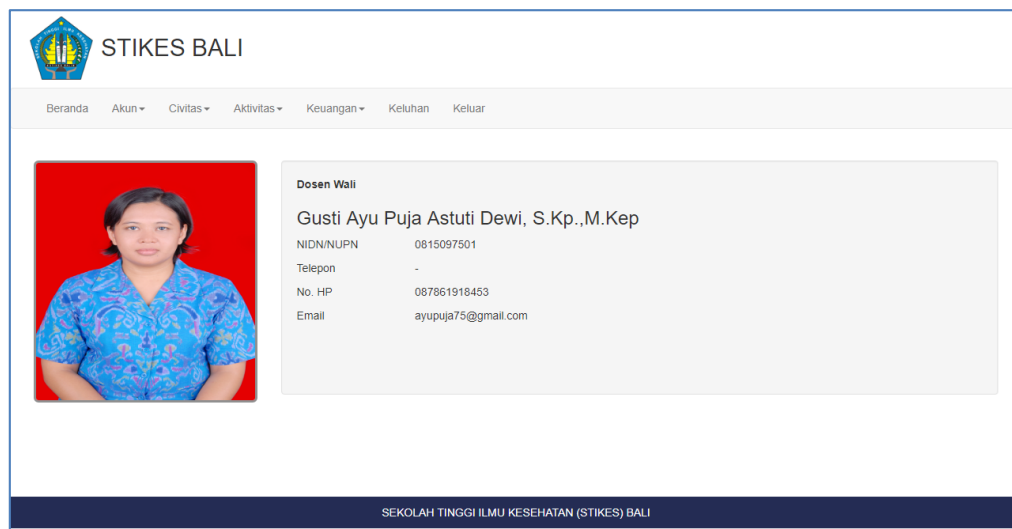 STIKES BALI
Beranda Akun Civitas Aktivitas Keuangan Keluhan Keluar
Dosen Wali
Gusti Ayu Puja Astuti Dewi, S.Kp.,M.Kep
NIDN/NUPN 0815097501
Telepon -
No. HP 087861918453
Email ayupuja75@gmail.com
SEKOLAH TINGGI ILMU KESEHATAN (STIKES) BALI